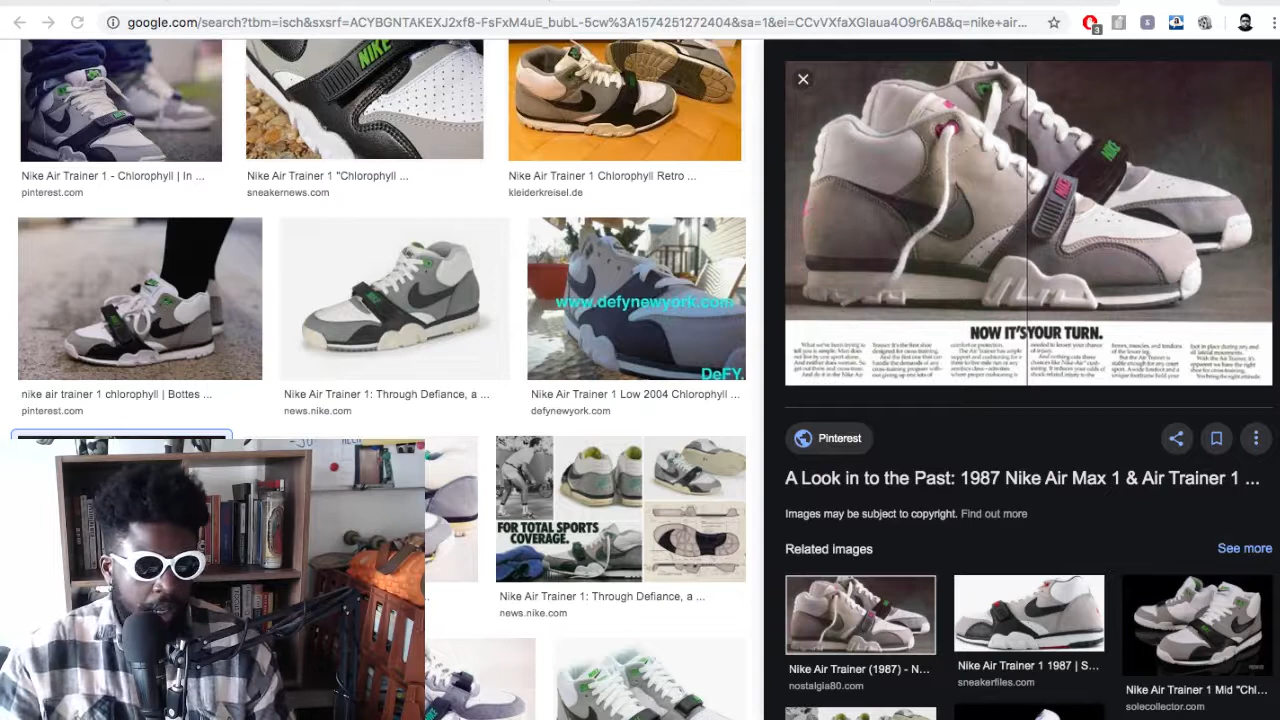 google.com/search?tbm=isch&sxsrf=ACYBGNTAKEXJ2xf8-FsFxM4uE_bubL-5cw%3A1574251272404&sa=1&ei=CCvVXfaXGIaua4O9r6AB&q=nike+air...
3
NIKE
Nike Air Trainer 1 - Chlorophyll | In ...
pinterest.com
Nike Air Trainer 1 "Chlorophyll ...
sneakernews.com
Nike Air Trainer 1 Chlorophyll Retro ...
kleiderkreisel.de
www.defynewyork.com
DeFY.
nike air trainer 1 chlorophyll | Bottes ...
pinterest.com
Nike Air Trainer 1: Through Defiance, a ...
news.nike.com
Nike Air Trainer 1 Low 2004 Chlorophyll ...
defynewyork.com
FOR TOTAL SPORTS
COVERAGE.
Nike Air Trainer 1: Through Defiance, a ...
news.nike.com
NIKE
NIKE
NOW IT'S YOUR TURN.
Pinterest
A Look in to the Past: 1987 Nike Air Max 1 & Air Trainer 1 ...
Images may be subject to copyright. Find out more
Related images
See more
Nike Air Trainer (1987) - N...
nostalgia80.com
Nike Air Trainer 1 1987 | S...
sneakerfiles.com
Nike Air Trainer 1 Mid "Chl...
solecollector.com